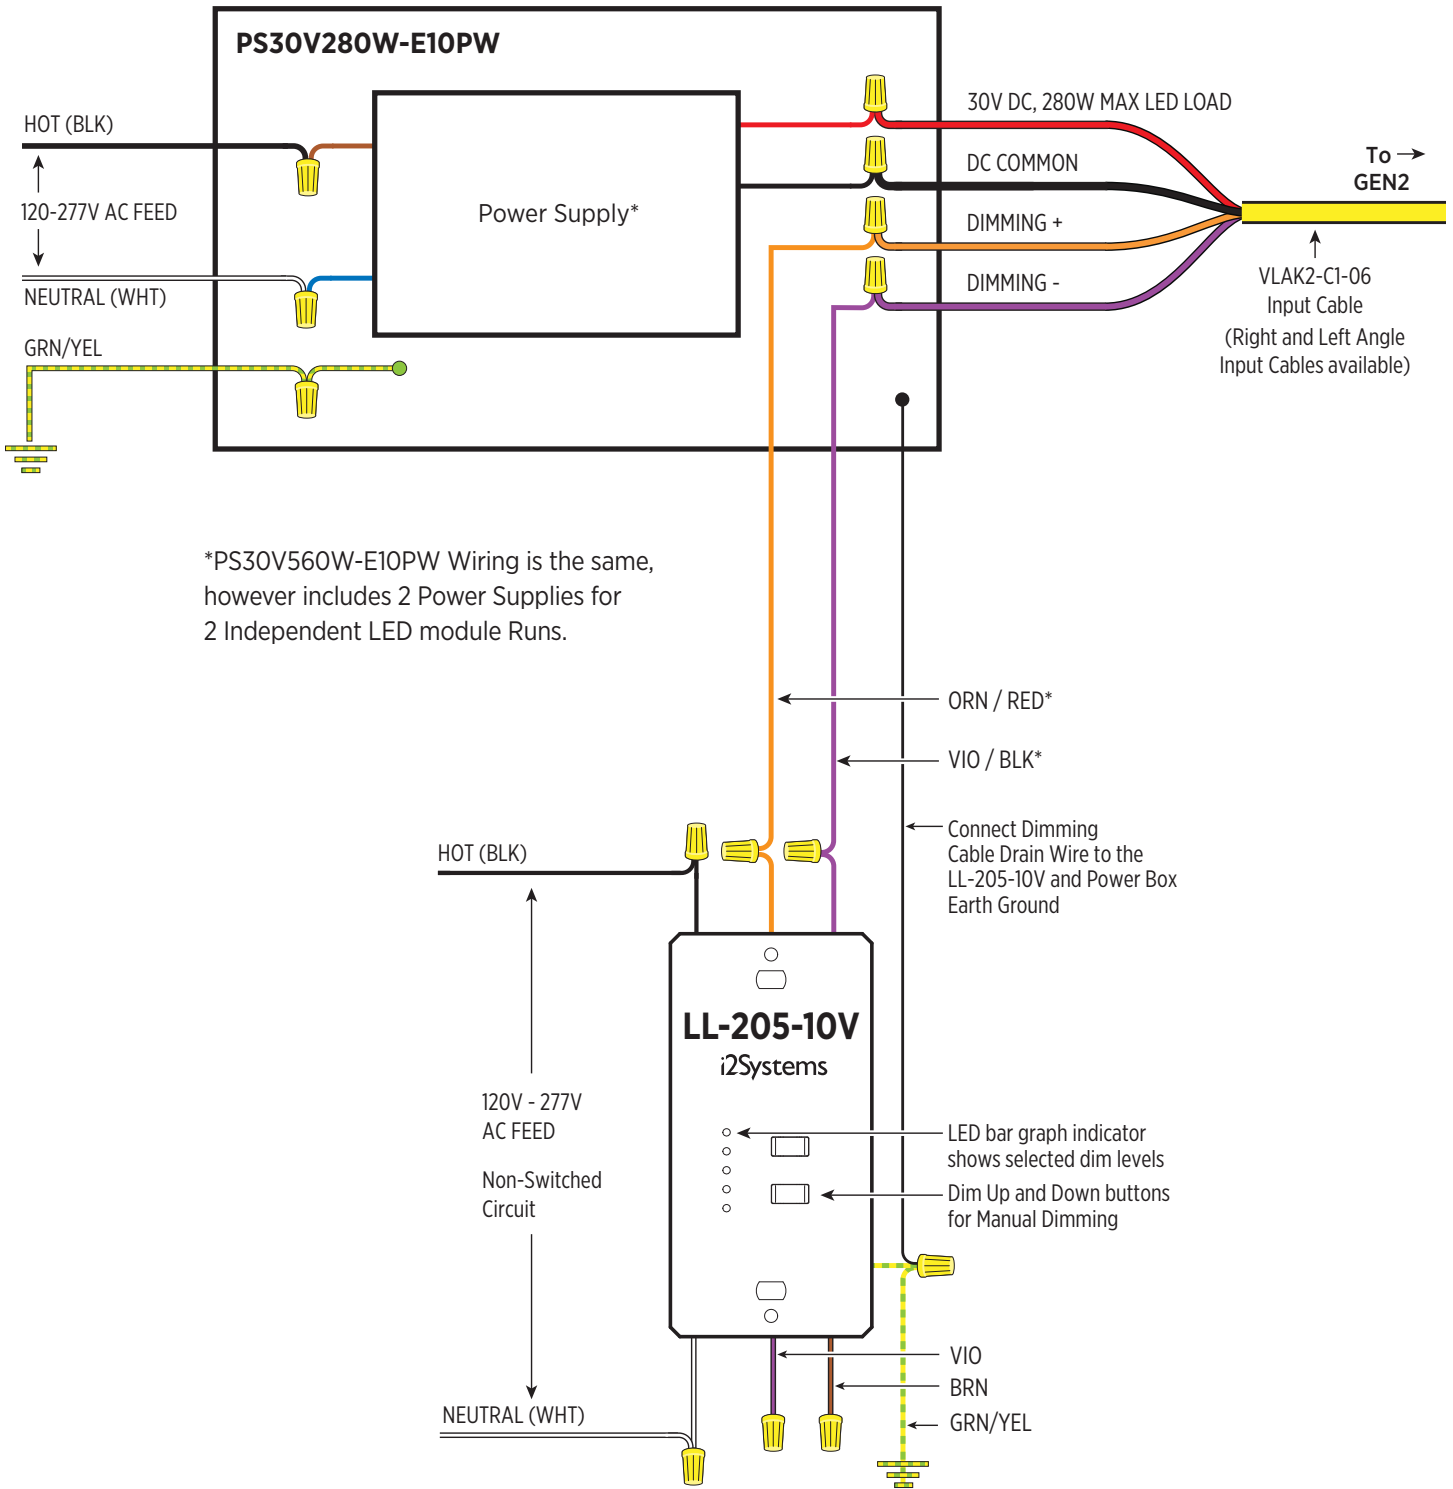 PS30V280W-E10PW
HOT (BLK)
120-277V AC FEED
NEUTRAL (WHT)
GRN/YEL
Power Supply*
30V DC, 280W MAX LED LOAD
DC COMMON
DIMMING +
DIMMING -
To →
GEN2
VLAK2-C1-06
Input Cable
(Right and Left Angle
Input Cables available)
*PS30V560W-E10PW Wiring is the same,
however includes 2 Power Supplies for
2 Independent LED module Runs.
ORN / RED*
VIO / BLK*
Connect Dimming
Cable Drain Wire to the
LL-205-10V and Power Box
Earth Ground
HOT (BLK)
120V - 277V
AC FEED
Non-Switched
Circuit
NEUTRAL (WHT)
LL-205-10V
i2Systems
LED bar graph indicator
shows selected dim levels
Dim Up and Down buttons
for Manual Dimming
VIO
BRN
GRN/YEL